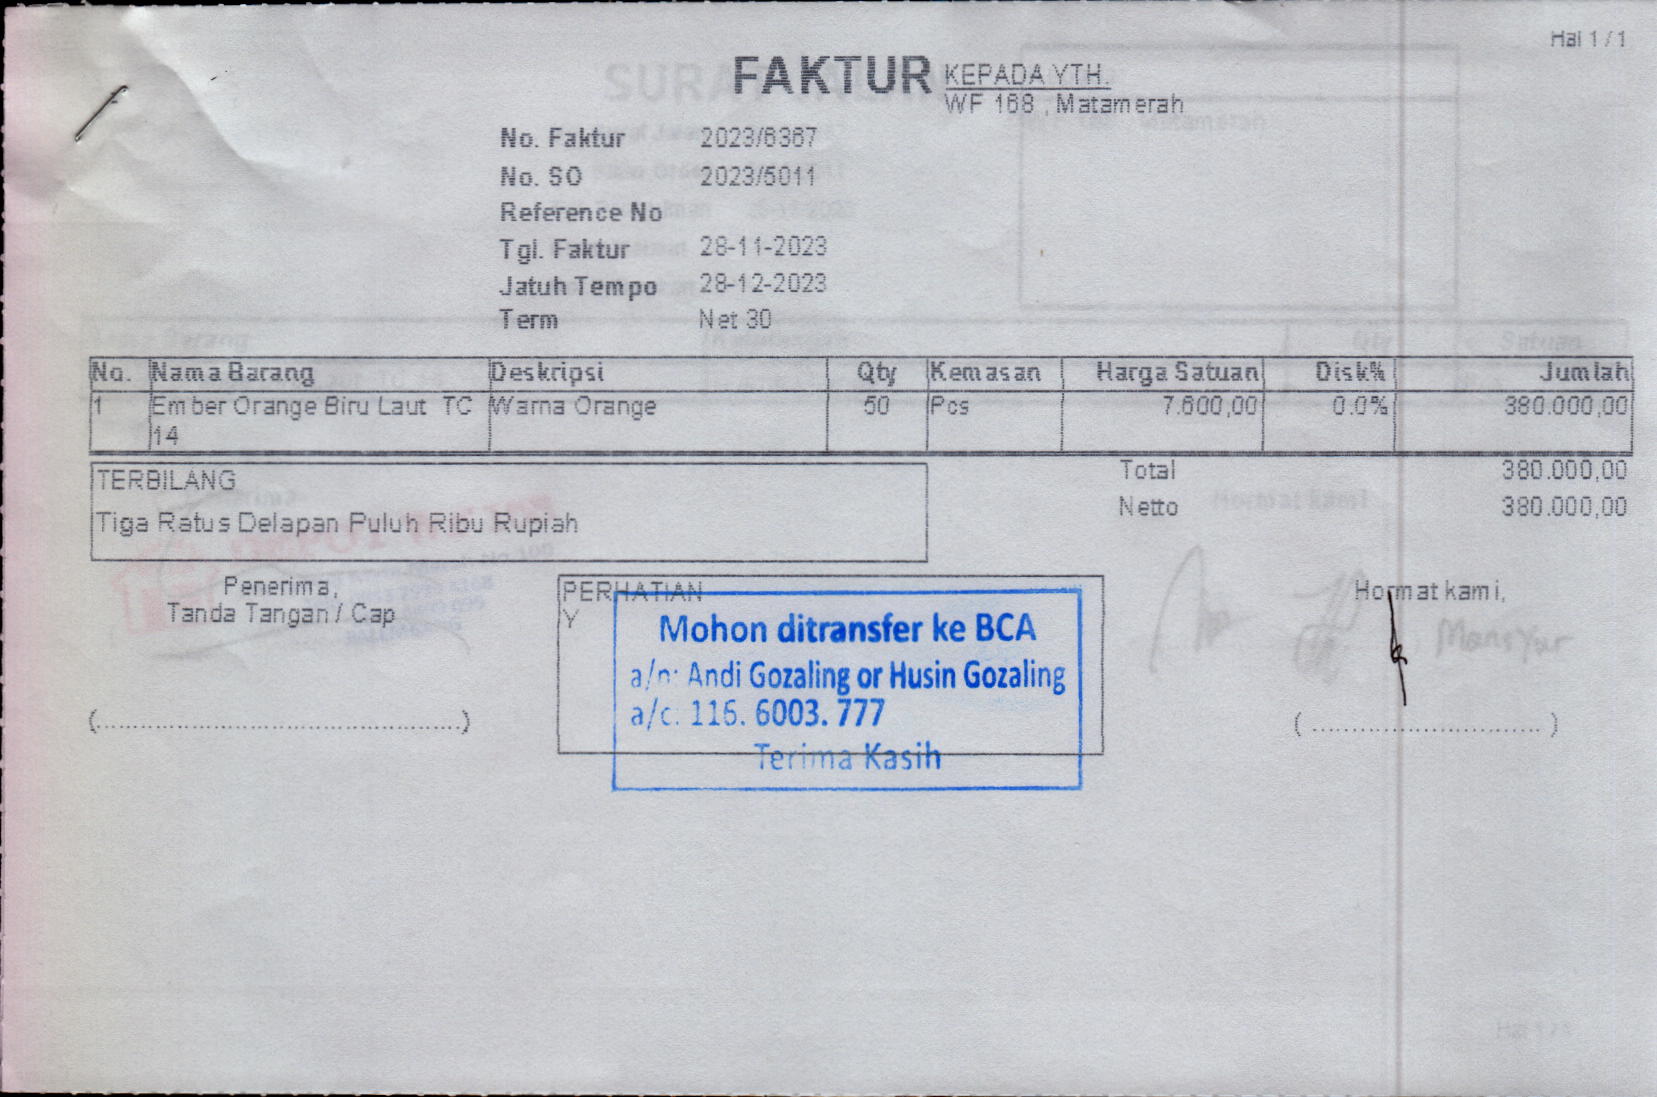 Hal 1 / 1
FAKTUR
KEPADA YTH.
WF 168 , Matamerah
No. Faktur 2023/6367
No. SO 2023/5011
Reference No
Tgl. Faktur 28-11-2023
Jatuh Tempo 28-12-2023
Term Net 30
No. Nama Barang Deskripsi Qty Kemasan Harga Satuan Disk% Jumlah
1 Ember Orange Biru Laut TC Warna Orange 50 Pcs 7.600,00 0.0% 380.000,00
14
TERBILANG
Tiga Ratus Delapan Puluh Ribu Rupiah
Total 380.000,00
Netto 380.000,00
Penerima,
Tanda Tangan / Cap
(............................................)
PERHATIAN
Y
Mohon ditransfer ke BCA
a/n: Andi Gozaling or Husin Gozaling
a/c. 116. 6003. 777
Terima Kasih
Hormat kami,
( ............................ )